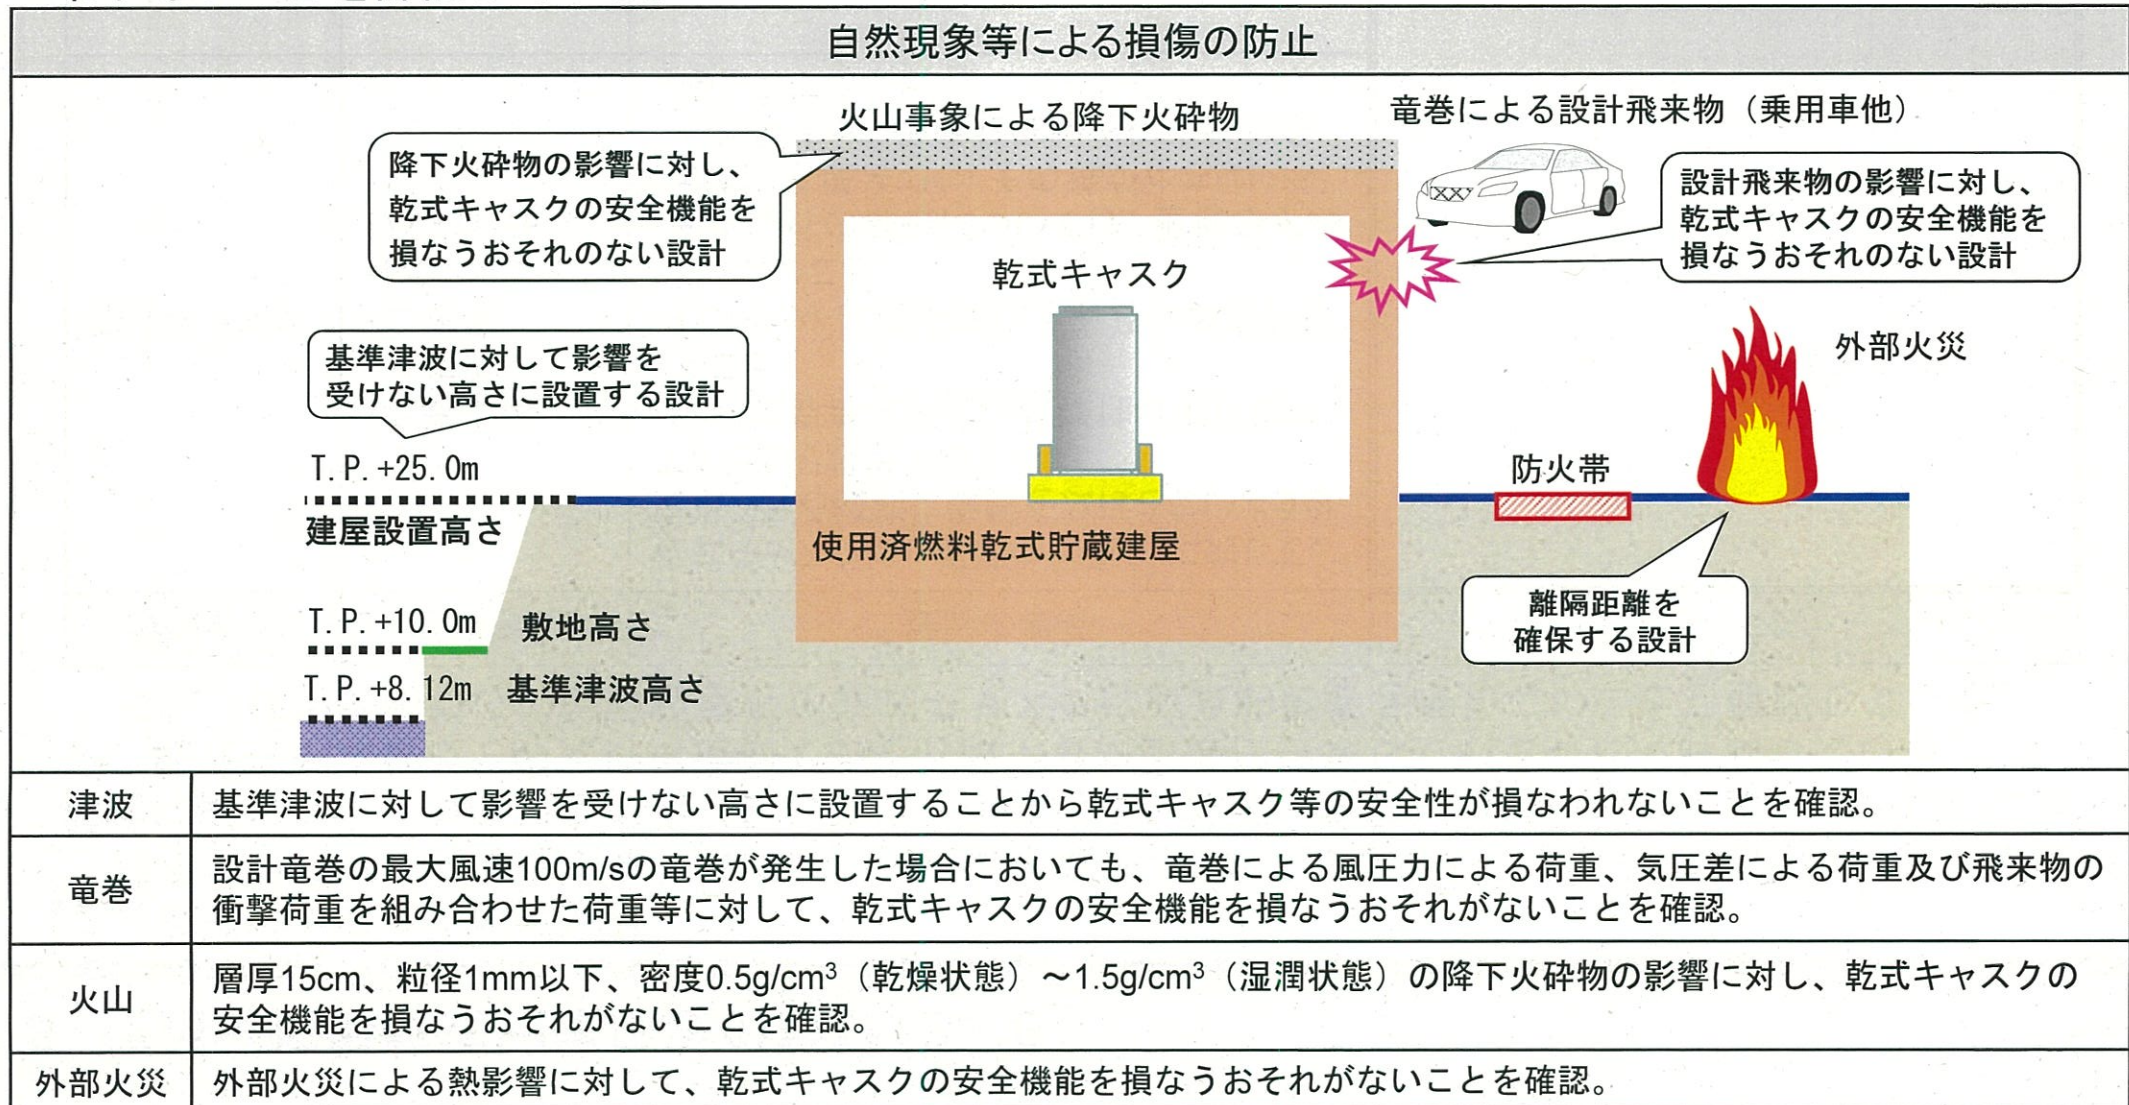 自然現象等による損傷の防止
火山事象による降下火砕物
竜巻による設計飛来物（乗用車他）
降下火砕物の影響に対し、
乾式キャスクの安全機能を
損なうおそれのない設計
設計飛来物の影響に対し、
乾式キャスクの安全機能を
損なうおそれのない設計
乾式キャスク
基準津波に対して影響を
受けない高さに設置する設計
外部火災
T.P.+25.0m
建屋設置高さ
防火帯
使用済燃料乾式貯蔵建屋
離隔距離を
確保する設計
T.P.+10.0m 敷地高さ
T.P.+8.12m 基準津波高さ
津波 基準津波に対して影響を受けない高さに設置することから乾式キャスク等の安全性が損なわれないことを確認。
竜巻 設計竜巻の最大風速100m/sの竜巻が発生した場合においても、竜巻による風圧力による荷重、気圧差による荷重及び飛来物の
衝撃荷重を組み合わせた荷重等に対して、乾式キャスクの安全機能を損なうおそれがないことを確認。
火山 層厚15cm、粒径1mm以下、密度0.5g/cm³（乾燥状態）～1.5g/cm³（湿潤状態）の降下火砕物の影響に対し、乾式キャスクの
安全機能を損なうおそれがないことを確認。
外部火災 外部火災による熱影響に対して、乾式キャスクの安全機能を損なうおそれがないことを確認。